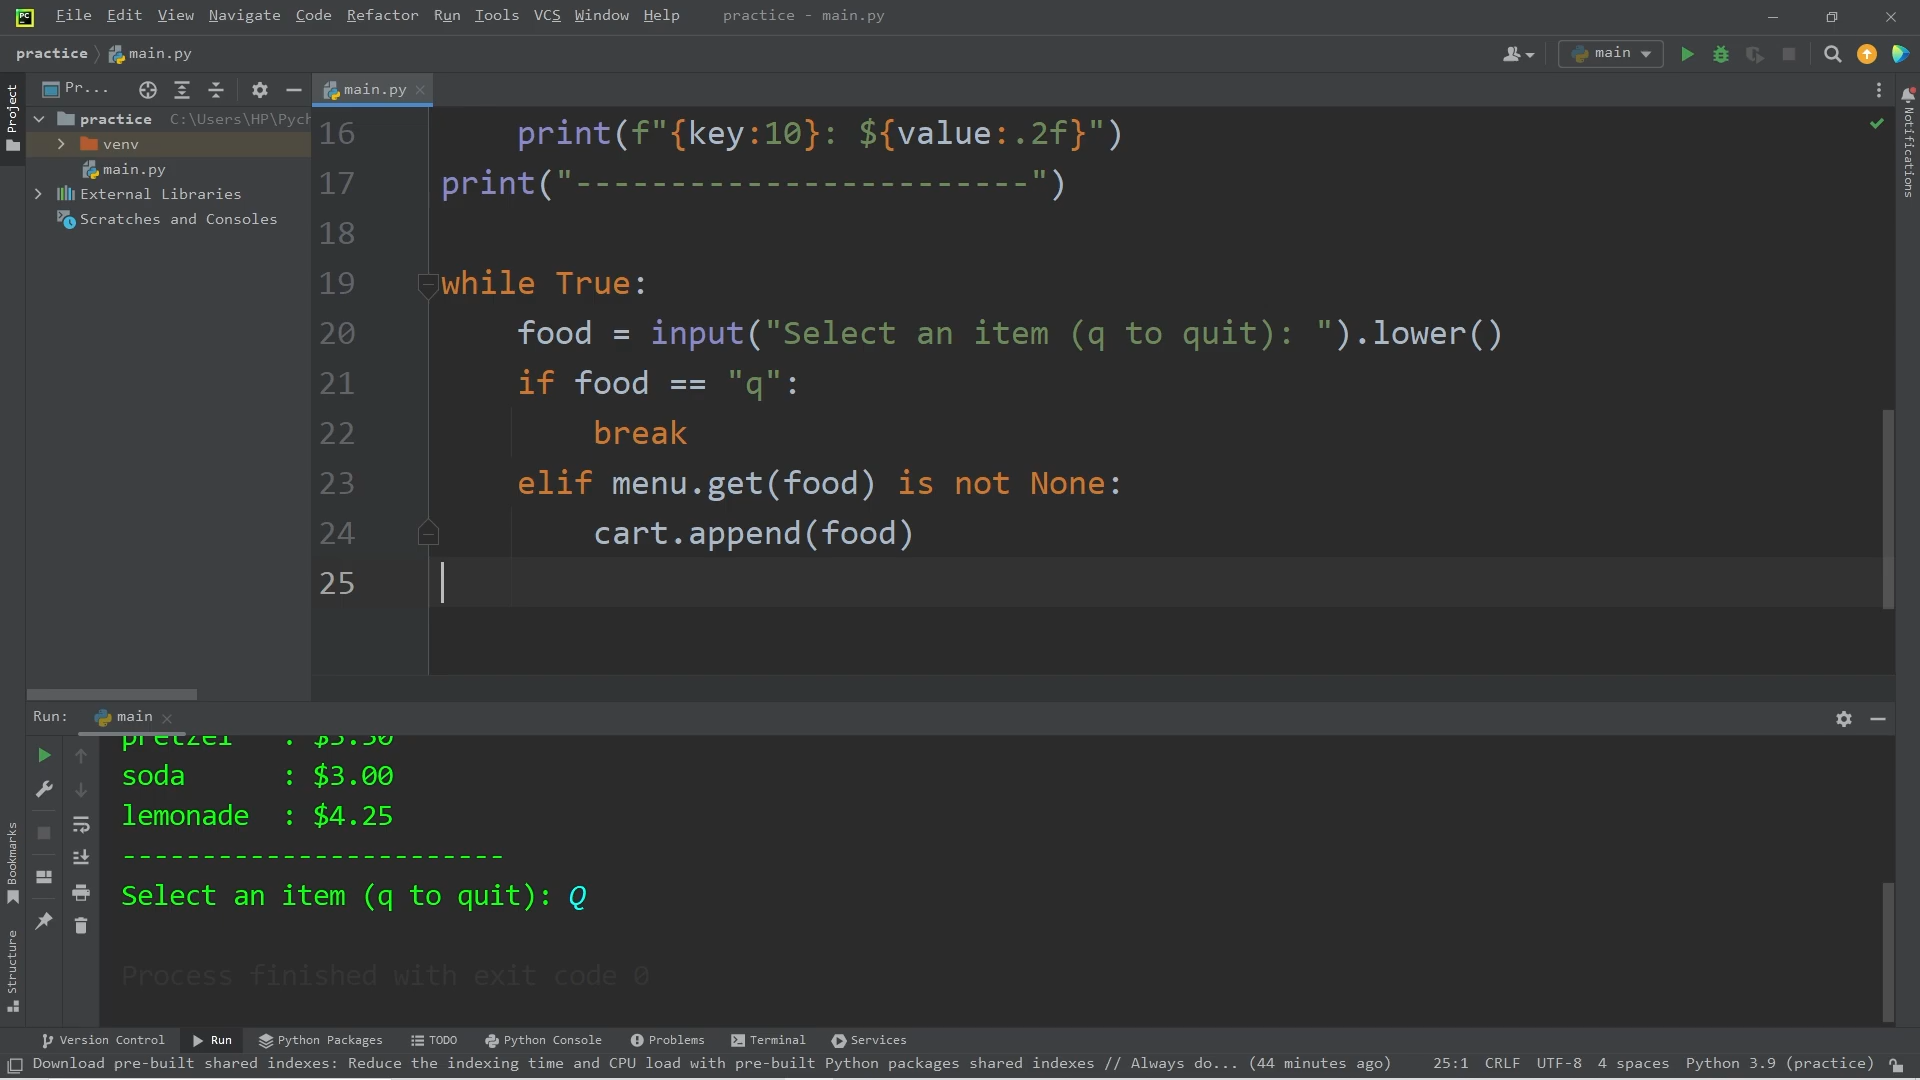 PC
File Edit View Navigate Code Refactor Run Tools VCS Window Help practice - main.py
practice main.py main
Project
Pr... main.py
practice C:\Users\HP\Pych
venv
main.py
External Libraries
Scratches and Consoles
16 print(f"{key:10}: ${value:.2f}")
17 print("------------------------")
18
19 while True:
20 food = input("Select an item (q to quit): ").lower()
21 if food == "q":
22 break
23 elif menu.get(food) is not None:
24 cart.append(food)
25
Notifications
Run: main
pretzel : $3.50
soda : $3.00
lemonade : $4.25
------------------------
Select an item (q to quit): Q
Process finished with exit code 0
Bookmarks
Structure
Version Control Run Python Packages TODO Python Console Problems Terminal Services
Download pre-built shared indexes: Reduce the indexing time and CPU load with pre-built Python packages shared indexes // Always do... (44 minutes ago) 25:1 CRLF UTF-8 4 spaces Python 3.9 (practice)